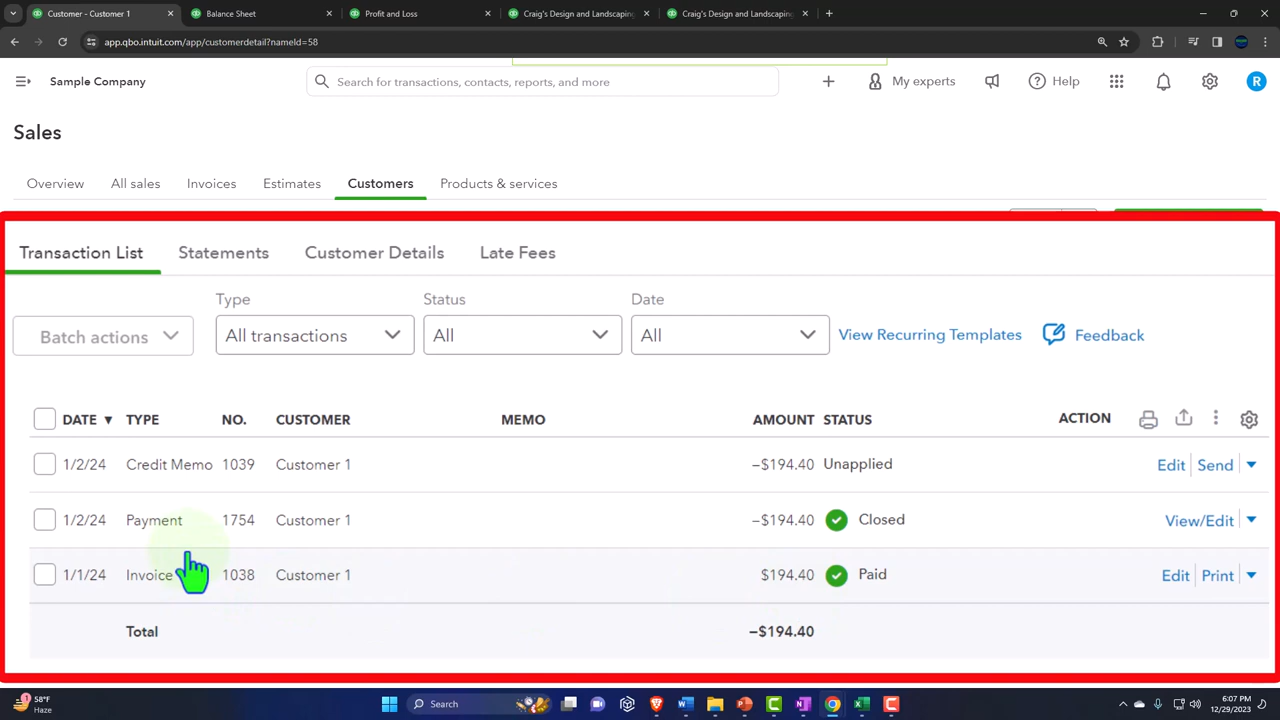 Customer - Customer 1
Balance Sheet
Profit and Loss
Craig's Design and Landscaping
Craig's Design and Landscaping
app.qbo.intuit.com/app/customerdetail?nameId=58
Sample Company
Search for transactions, contacts, reports, and more
My experts
Help
R
Sales
Overview
All sales
Invoices
Estimates
Customers
Products & services
Transaction List
Statements
Customer Details
Late Fees
Type
Status
Date
Batch actions
All transactions
All
All
View Recurring Templates
Feedback
DATE ▼ TYPE NO. CUSTOMER MEMO AMOUNT STATUS ACTION
1/2/24 Credit Memo 1039 Customer 1 −$194.40 Unapplied Edit Send
1/2/24 Payment 1754 Customer 1 −$194.40 Closed View/Edit
1/1/24 Invoice 1038 Customer 1 $194.40 Paid Edit Print
Total −$194.40
1
58°F
Haze
Search
6:07 PM
12/29/2023